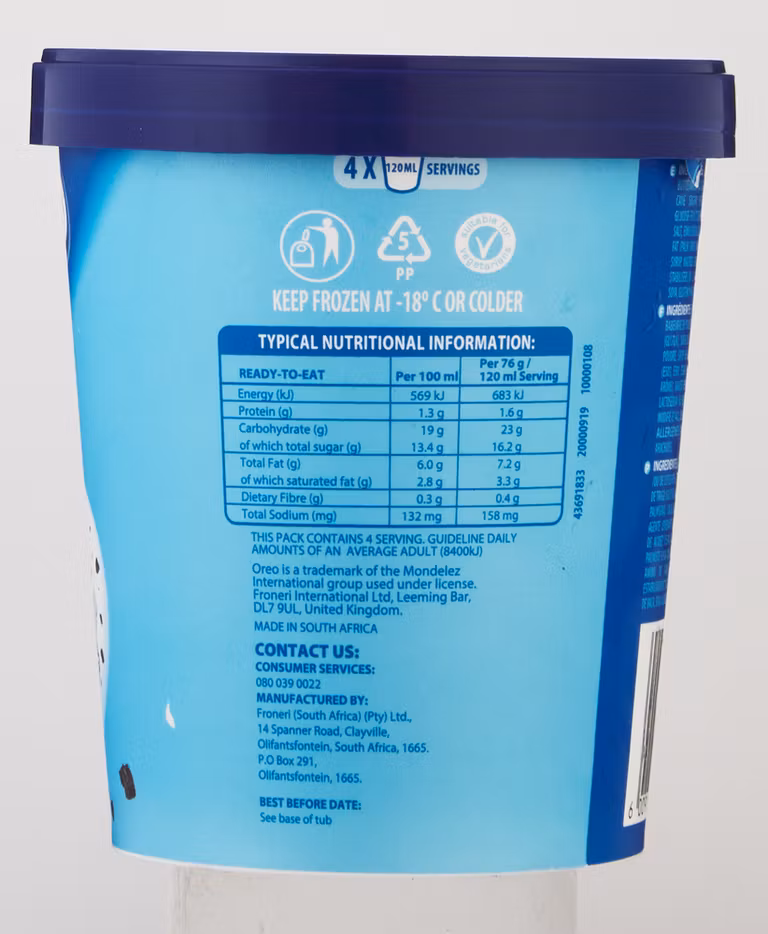 4 X 120ML SERVINGS
5
PP
suitable for
vegetarians
KEEP FROZEN AT -18º C OR COLDER
TYPICAL NUTRITIONAL INFORMATION:
READY-TO-EAT Per 100 ml Per 76 g / 120 ml Serving
Energy (kJ) 569 kJ 683 kJ
Protein (g) 1.3 g 1.6 g
Carbohydrate (g) 19 g 23 g
of which total sugar (g) 13.4 g 16.2 g
Total Fat (g) 6.0 g 7.2 g
of which saturated fat (g) 2.8 g 3.3 g
Dietary Fibre (g) 0.3 g 0.4 g
Total Sodium (mg) 132 mg 158 mg
43691833 20000919 10000108
THIS PACK CONTAINS 4 SERVING. GUIDELINE DAILY
AMOUNTS OF AN AVERAGE ADULT (8400kJ)
Oreo is a trademark of the Mondelez
International group used under license.
Froneri International Ltd, Leeming Bar,
DL7 9UL, United Kingdom.
MADE IN SOUTH AFRICA
CONTACT US:
CONSUMER SERVICES:
080 039 0022
MANUFACTURED BY:
Froneri (South Africa) (Pty) Ltd.,
14 Spanner Road, Clayville,
Olifantsfontein, South Africa, 1665.
P.O Box 291,
Olifantsfontein, 1665.
BEST BEFORE DATE:
See base of tub